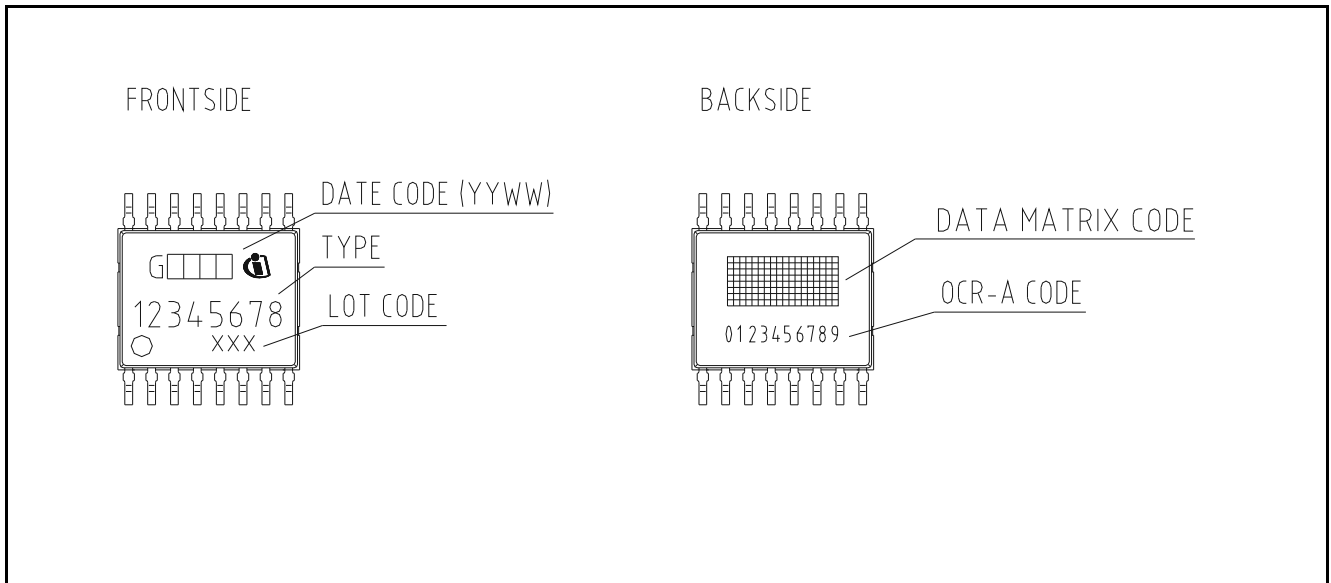 FRONTSIDE
DATE CODE (YYWW)
TYPE
G
12345678
LOT CODE
XXX
BACKSIDE
DATA MATRIX CODE
OCR-A CODE
0123456789